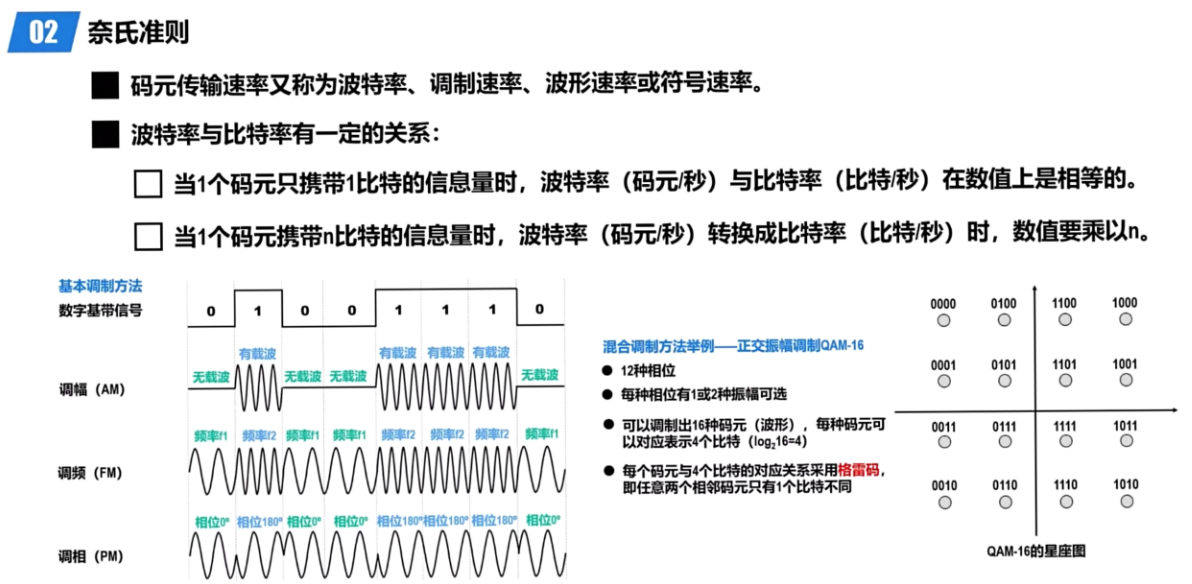 02 奈氏准则
码元传输速率又称为波特率、调制速率、波形速率或符号速率。
波特率与比特率有一定的关系：
当1个码元只携带1比特的信息量时，波特率（码元/秒）与比特率（比特/秒）在数值上是相等的。
当1个码元携带n比特的信息量时，波特率（码元/秒）转换成比特率（比特/秒）时，数值要乘以n。
基本调制方法
数字基带信号
0 1 0 0 1 1 1 0
调幅（AM）
无载波 有载波 无载波 无载波 有载波 有载波 有载波 无载波
调频（FM）
频率f1 频率f2 频率f1 频率f1 频率f2 频率f2 频率f2 频率f1
调相（PM）
相位0° 相位180° 相位0° 相位0° 相位180° 相位180° 相位180° 相位0°
混合调制方法举例——正交振幅调制QAM-16
12种相位
每种相位有1或2种振幅可选
可以调制出16种码元（波形），每种码元可
以对应表示4个比特（log₂16=4）
每个码元与4个比特的对应关系采用格雷码，
即任意两个相邻码元只有1个比特不同
0000 0100 1100 1000
0001 0101 1101 1001
0011 0111 1111 1011
0010 0110 1110 1010
QAM-16的星座图